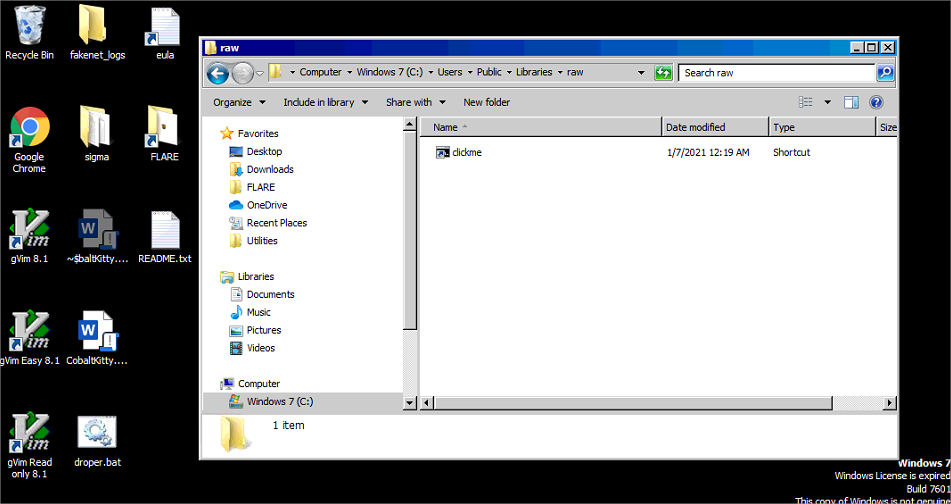 Recycle Bin
fakenet_logs
eula
Google
Chrome
sigma
FLARE
gVim 8.1
~$baltKitty....
README.txt
gVim Easy 8.1
CobaltKitty....
gVim Read
only 8.1
droper.bat
raw
Computer
Windows 7 (C:)
Users
Public
Libraries
raw
Search raw
Organize
Include in library
Share with
New folder
Favorites
Desktop
Downloads
FLARE
OneDrive
Recent Places
Utilities
Libraries
Documents
Music
Pictures
Videos
Computer
Windows 7 (C:)
Name
Date modified
Type
Size
clickme
1/7/2021 12:19 AM
Shortcut
1 item
Windows 7
Windows License is expired
Build 7601
This copy of Windows is not genuine